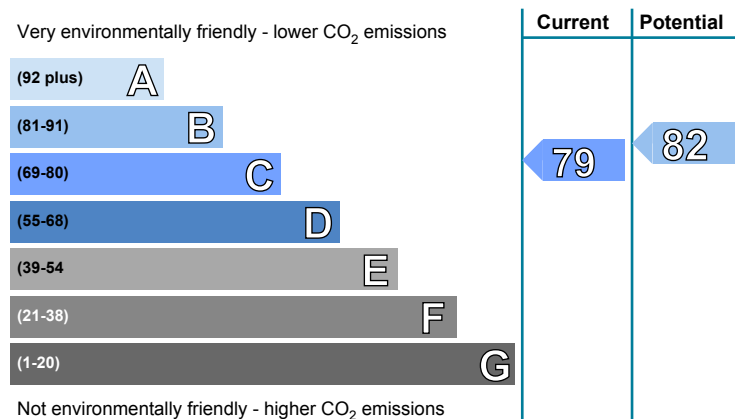 Very environmentally friendly - lower CO₂ emissions
Current
Potential
(92 plus) A
(81-91) B
(69-80) C
(55-68) D
(39-54 E
(21-38) F
(1-20) G
79
82
Not environmentally friendly - higher CO₂ emissions